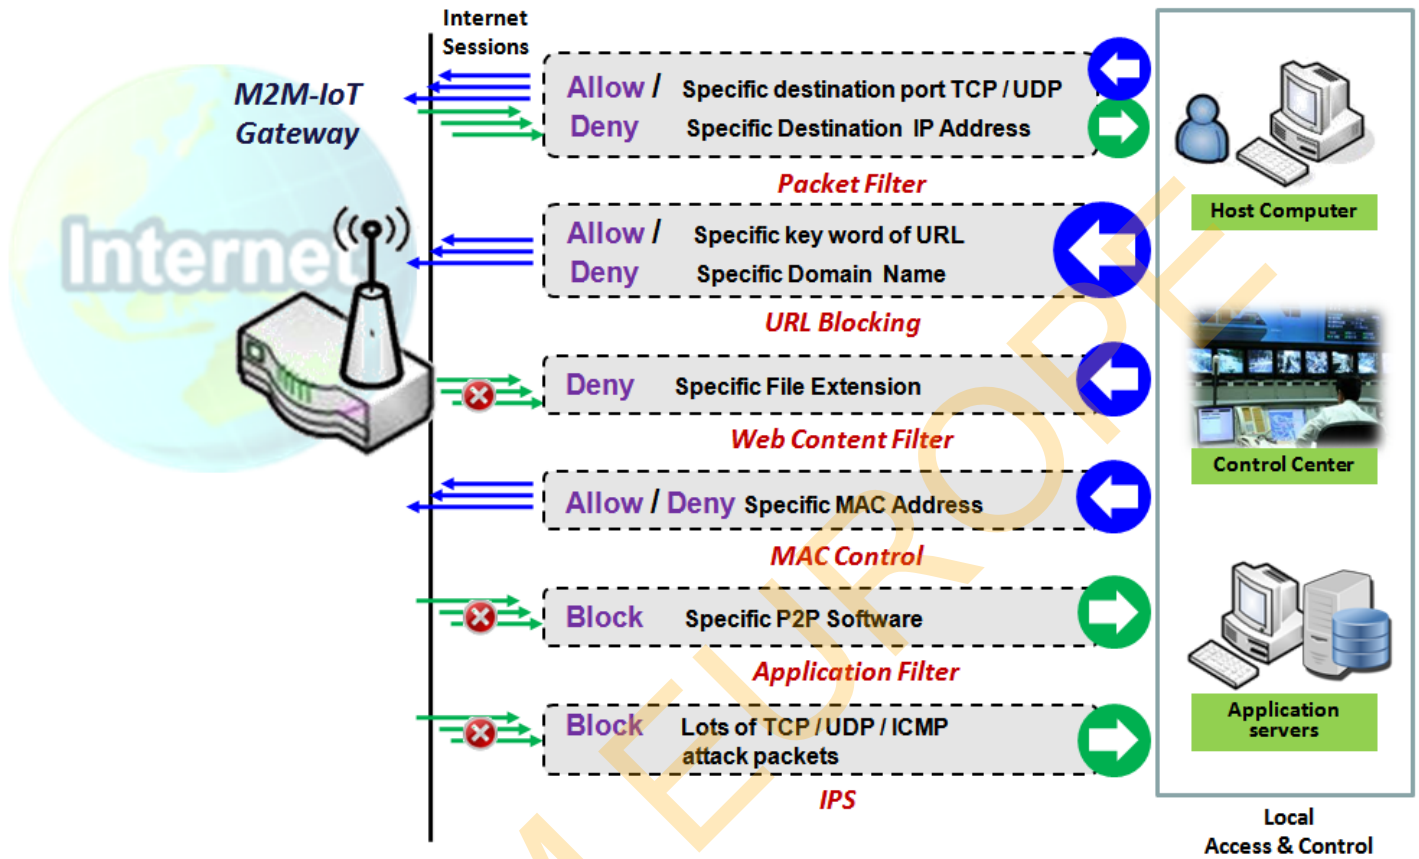 Internet
Sessions
M2M-IoT
Gateway
Internet
Allow / Specific destination port TCP / UDP
Deny Specific Destination IP Address
Packet Filter
Allow / Specific key word of URL
Deny Specific Domain Name
URL Blocking
Deny Specific File Extension
Web Content Filter
Allow / Deny Specific MAC Address
MAC Control
Block Specific P2P Software
Application Filter
Block Lots of TCP / UDP / ICMP
attack packets
IPS
Host Computer
Control Center
Application
servers
Local
Access & Control
M EUROPE